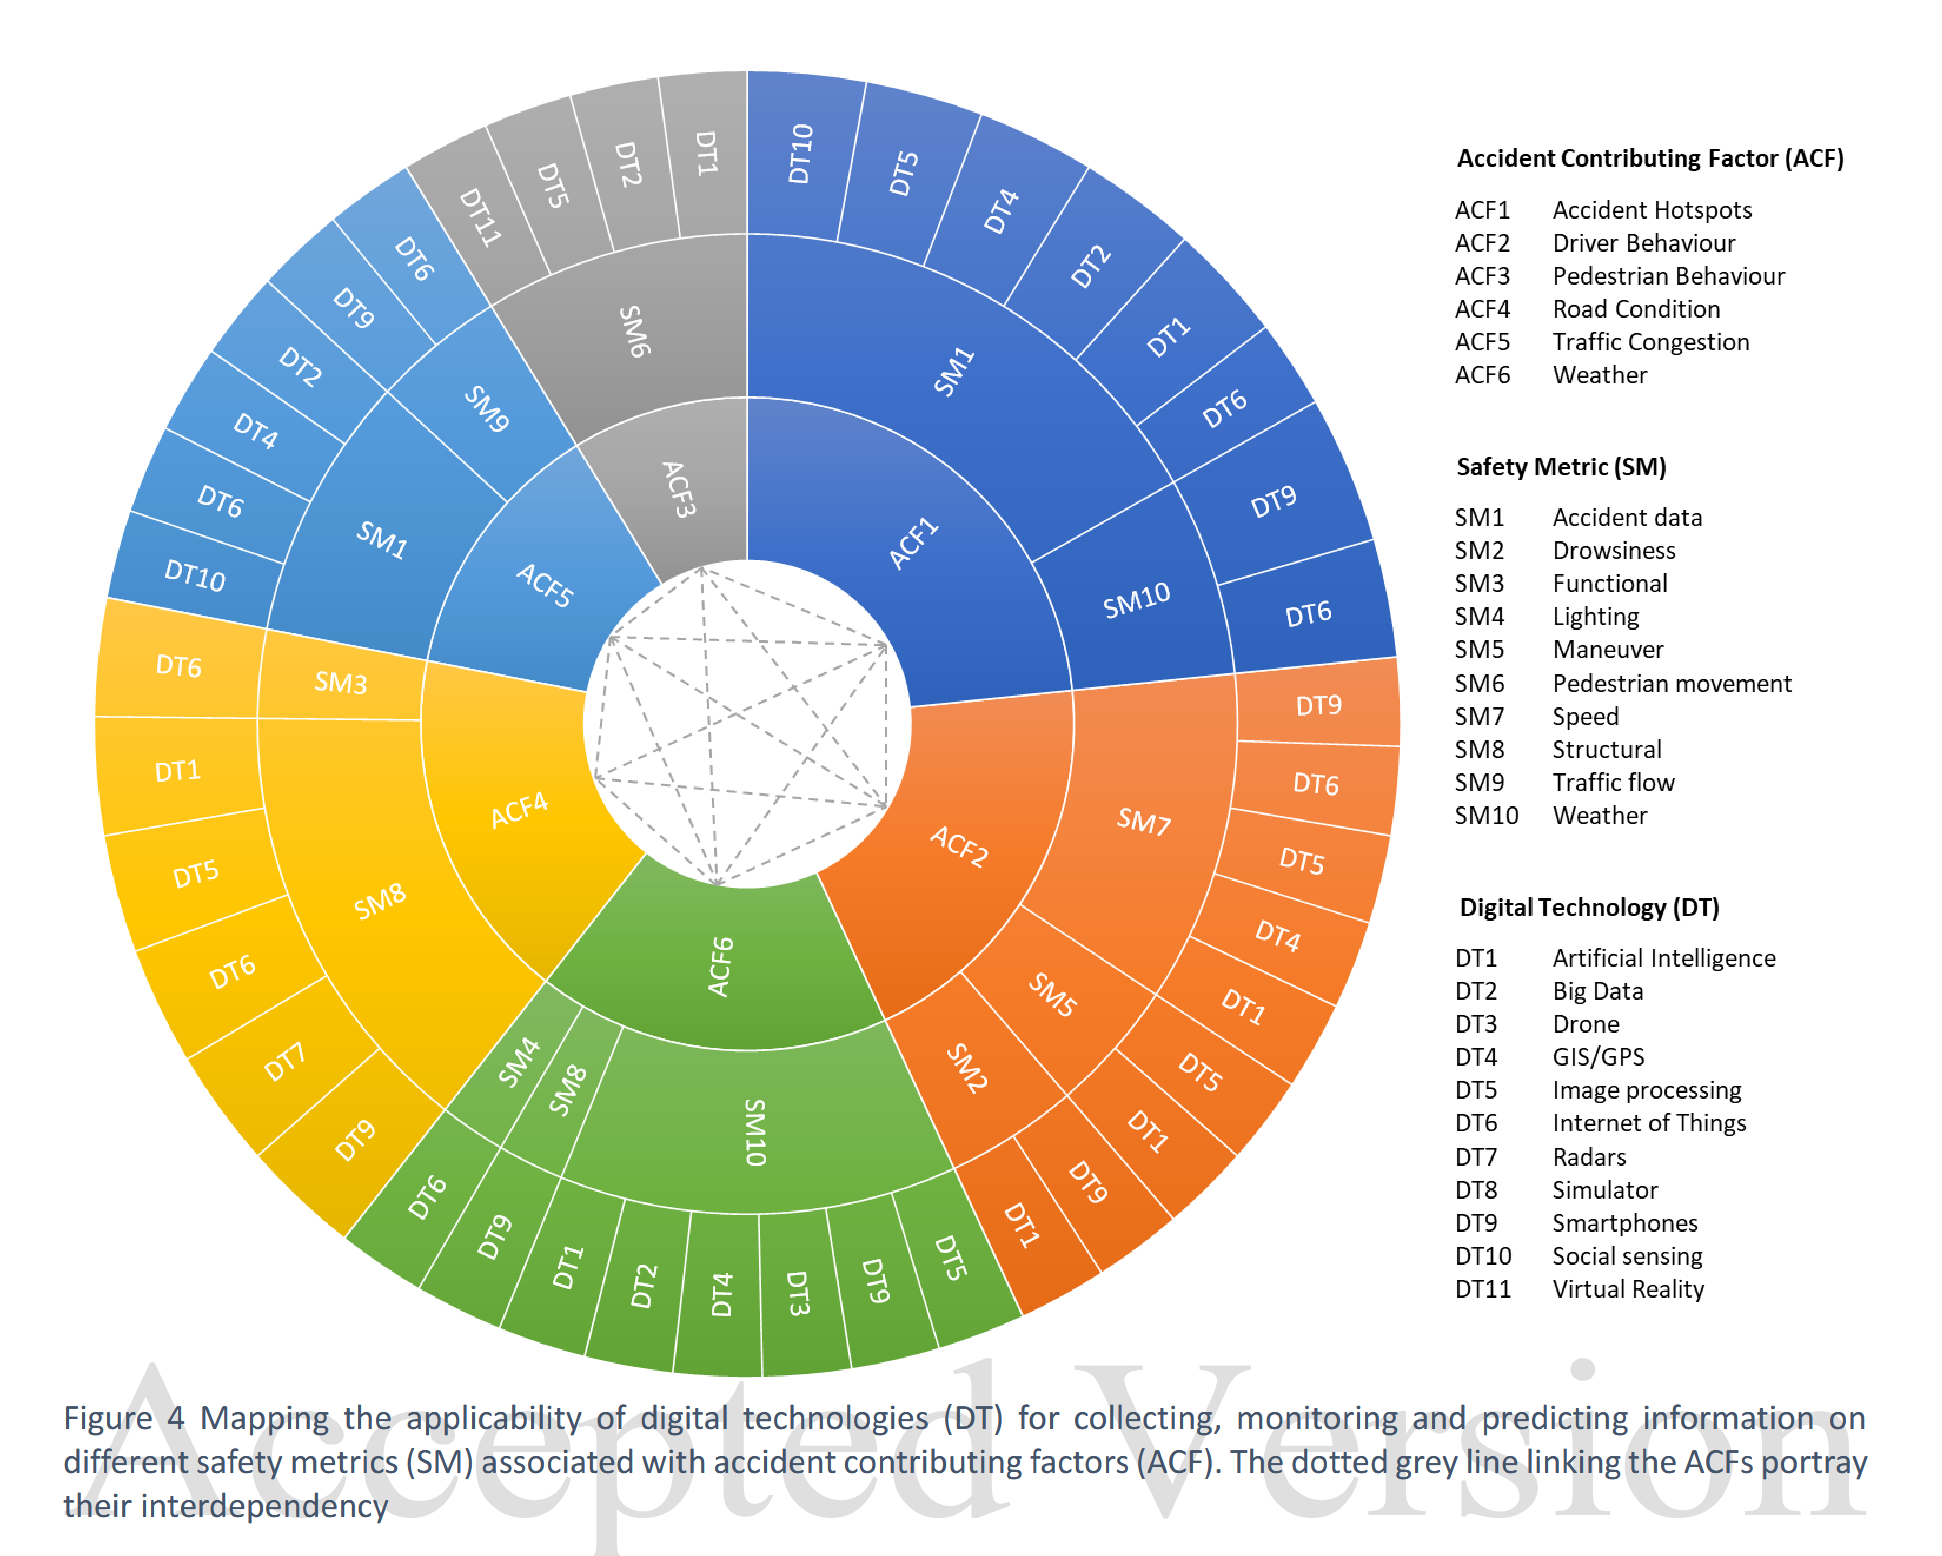 DT10
DT5
DT4
DT2
DT1
DT6
DT9
DT6
SM1
SM10
ACF1
DT9
DT6
DT5
DT4
DT1
DT5
DT1
DT9
DT1
SM7
SM5
SM2
ACF2
DT5
DT9
DT3
DT4
DT2
DT1
DT9
DT6
SM10
SM8
SM4
ACF6
DT9
DT7
DT6
DT5
DT1
DT6
SM8
SM3
ACF4
DT10
DT6
DT4
DT2
DT9
DT6
SM1
SM9
ACF5
DT11
DT5
DT2
DT1
SM6
ACF3
Accident Contributing Factor (ACF)
ACF1 Accident Hotspots
ACF2 Driver Behaviour
ACF3 Pedestrian Behaviour
ACF4 Road Condition
ACF5 Traffic Congestion
ACF6 Weather
Safety Metric (SM)
SM1 Accident data
SM2 Drowsiness
SM3 Functional
SM4 Lighting
SM5 Maneuver
SM6 Pedestrian movement
SM7 Speed
SM8 Structural
SM9 Traffic flow
SM10 Weather
Digital Technology (DT)
DT1 Artificial Intelligence
DT2 Big Data
DT3 Drone
DT4 GIS/GPS
DT5 Image processing
DT6 Internet of Things
DT7 Radars
DT8 Simulator
DT9 Smartphones
DT10 Social sensing
DT11 Virtual Reality
Accepted Version
Figure 4 Mapping the applicability of digital technologies (DT) for collecting, monitoring and predicting information on
different safety metrics (SM) associated with accident contributing factors (ACF). The dotted grey line linking the ACFs portray
their interdependency